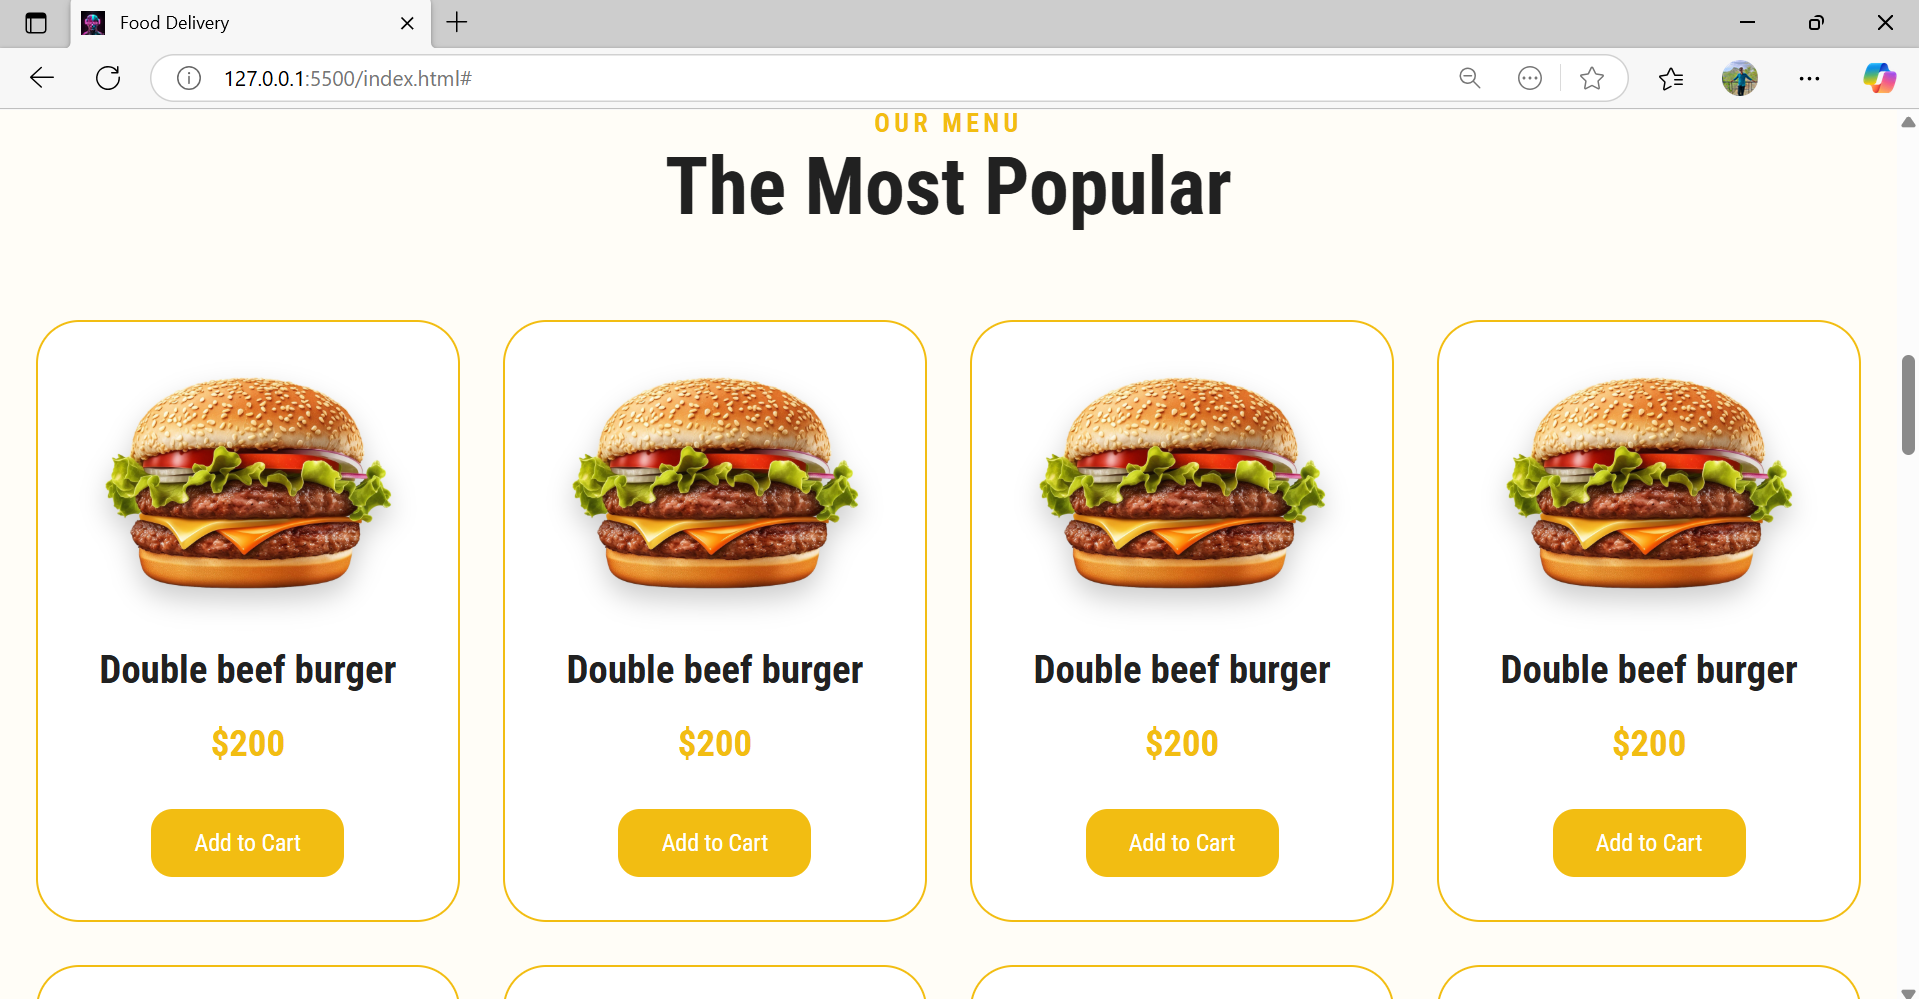 Food Delivery
127.0.0.1:5500/index.html#
OUR MENU
The Most Popular
Double beef burger
$200
Add to Cart
Double beef burger
$200
Add to Cart
Double beef burger
$200
Add to Cart
Double beef burger
$200
Add to Cart